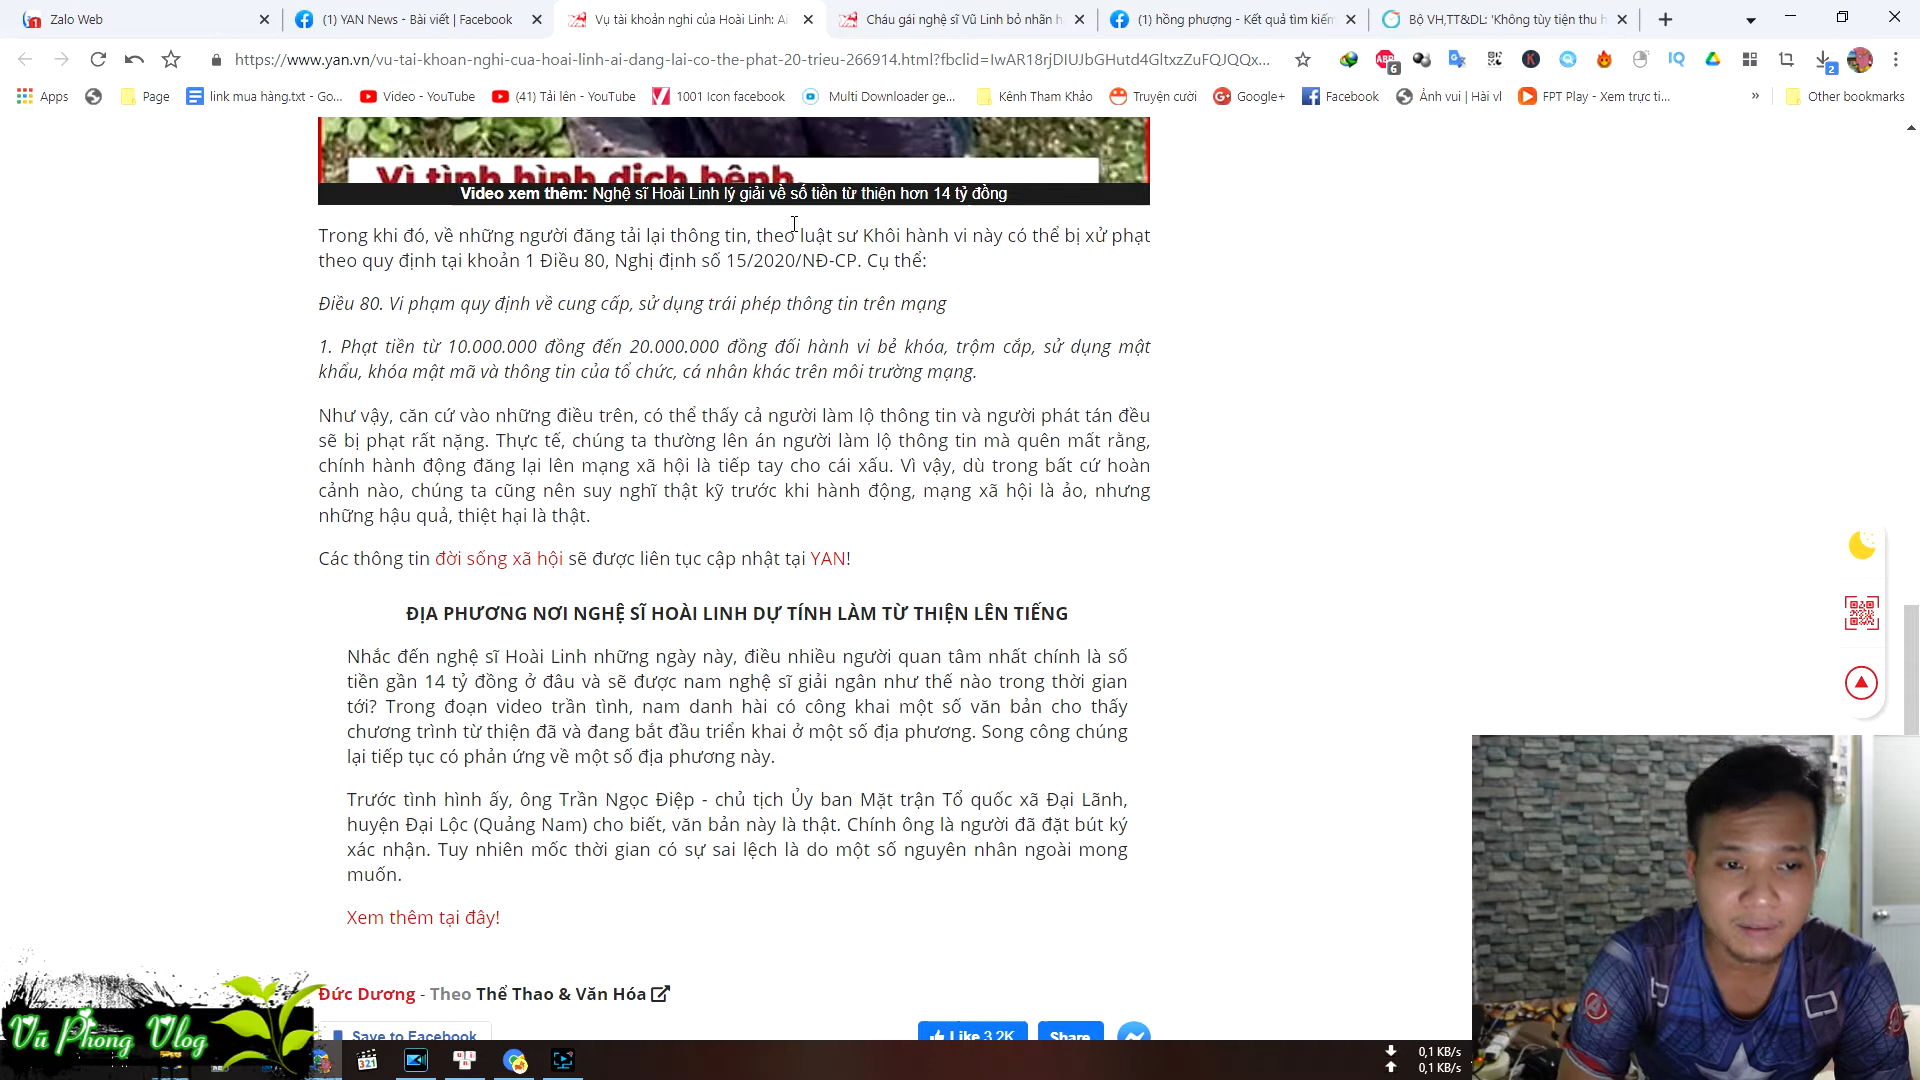 Zalo Web
(1) YAN News - Bài viết | Facebook
Vụ tài khoản nghi của Hoài Linh: Ai
Cháu gái nghệ sĩ Vũ Linh bỏ nhãn h
(1) hồng phượng - Kết quả tìm kiếm
Bộ VH,TT&DL: 'Không tùy tiện thu h
https://www.yan.vn/vu-tai-khoan-nghi-cua-hoai-linh-ai-dang-lai-co-the-phat-20-trieu-266914.html?fbclid=IwAR18rjDIUJbGHutd4GltxzZuFQJQQx...
Apps
Page
link mua hàng.txt - Go...
Video - YouTube
(41) Tải lên - YouTube
1001 Icon facebook
Multi Downloader ge...
Kênh Tham Khảo
Truyện cười
Google+
Facebook
Ảnh vui | Hài vl
FPT Play - Xem trực ti...
»
Other bookmarks
Vì tình hình dịch bệnh
Video xem thêm: Nghệ sĩ Hoài Linh lý giải về số tiền từ thiện hơn 14 tỷ đồng
Trong khi đó, về những người đăng tải lại thông tin, theo luật sư Khôi hành vi này có thể bị xử phạt
theo quy định tại khoản 1 Điều 80, Nghị định số 15/2020/NĐ-CP. Cụ thể:
Điều 80. Vi phạm quy định về cung cấp, sử dụng trái phép thông tin trên mạng
1. Phạt tiền từ 10.000.000 đồng đến 20.000.000 đồng đối hành vi bẻ khóa, trộm cắp, sử dụng mật
khẩu, khóa mật mã và thông tin của tổ chức, cá nhân khác trên môi trường mạng.
Như vậy, căn cứ vào những điều trên, có thể thấy cả người làm lộ thông tin và người phát tán đều
sẽ bị phạt rất nặng. Thực tế, chúng ta thường lên án người làm lộ thông tin mà quên mất rằng,
chính hành động đăng lại lên mạng xã hội là tiếp tay cho cái xấu. Vì vậy, dù trong bất cứ hoàn
cảnh nào, chúng ta cũng nên suy nghĩ thật kỹ trước khi hành động, mạng xã hội là ảo, nhưng
những hậu quả, thiệt hại là thật.
Các thông tin đời sống xã hội sẽ được liên tục cập nhật tại YAN!
ĐỊA PHƯƠNG NƠI NGHỆ SĨ HOÀI LINH DỰ TÍNH LÀM TỪ THIỆN LÊN TIẾNG
Nhắc đến nghệ sĩ Hoài Linh những ngày này, điều nhiều người quan tâm nhất chính là số
tiền gần 14 tỷ đồng ở đâu và sẽ được nam nghệ sĩ giải ngân như thế nào trong thời gian
tới? Trong đoạn video trần tình, nam danh hài có công khai một số văn bản cho thấy
chương trình từ thiện đã và đang bắt đầu triển khai ở một số địa phương. Song công chúng
lại tiếp tục có phản ứng về một số địa phương này.
Trước tình hình ấy, ông Trần Ngọc Điệp - chủ tịch Ủy ban Mặt trận Tổ quốc xã Đại Lãnh,
huyện Đại Lộc (Quảng Nam) cho biết, văn bản này là thật. Chính ông là người đã đặt bút ký
xác nhận. Tuy nhiên mốc thời gian có sự sai lệch là do một số nguyên nhân ngoài mong
muốn.
Xem thêm tại đây!
Đức Dương - Theo Thể Thao & Văn Hóa
Save to Facebook
Like 3.2K
Share
Vũ Phong Vlog
0,1 KB/s
0,1 KB/s